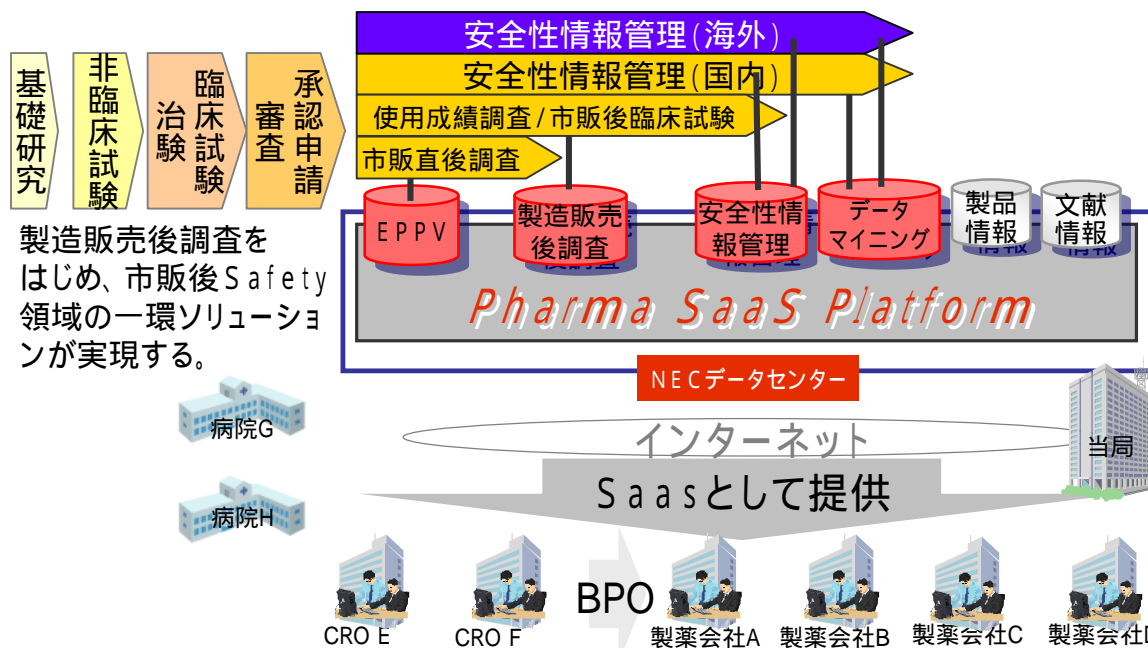 安全性情報管理(海外)
安全性情報管理(国内)
使用成績調査/市販後臨床試験
市販直後調査
基礎研究
非臨床試験
臨床試験
治験
承認申請
審査
EPPV
製造販売
後調査
安全性情
報管理
データ
マイニング
製品
情報
文献
情報
製造販売後調査を
はじめ、市販後Safety
領域の一環ソリューショ
ンが実現する。
Pharma SaaS Platform
NECデータセンター
病院G
病院H
インターネット
当局
Saasとして提供
BPO
CRO E
CRO F
製薬会社A
製薬会社B
製薬会社C
製薬会社D